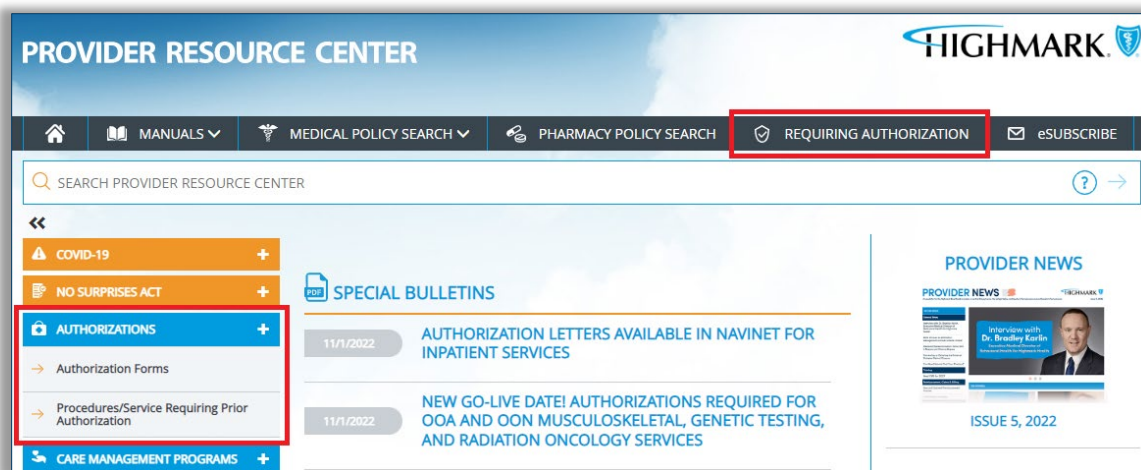 PROVIDER RESOURCE CENTER
HIGHMARK.
MANUALS
MEDICAL POLICY SEARCH
PHARMACY POLICY SEARCH
REQUIRING AUTHORIZATION
eSUBSCRIBE
SEARCH PROVIDER RESOURCE CENTER
?
COVID-19
NO SURPRISES ACT
AUTHORIZATIONS
Authorization Forms
Procedures/Service Requiring Prior
Authorization
CARE MANAGEMENT PROGRAMS
PDF
SPECIAL BULLETINS
11/1/2022
AUTHORIZATION LETTERS AVAILABLE IN NAVINET FOR
INPATIENT SERVICES
11/1/2022
NEW GO-LIVE DATE! AUTHORIZATIONS REQUIRED FOR
OOA AND OON MUSCULOSKELETAL, GENETIC TESTING,
AND RADIATION ONCOLOGY SERVICES
PROVIDER NEWS
PROVIDER NEWS
HIGHMARK
Interview with
Dr. Bradley Karlin
ISSUE 5, 2022